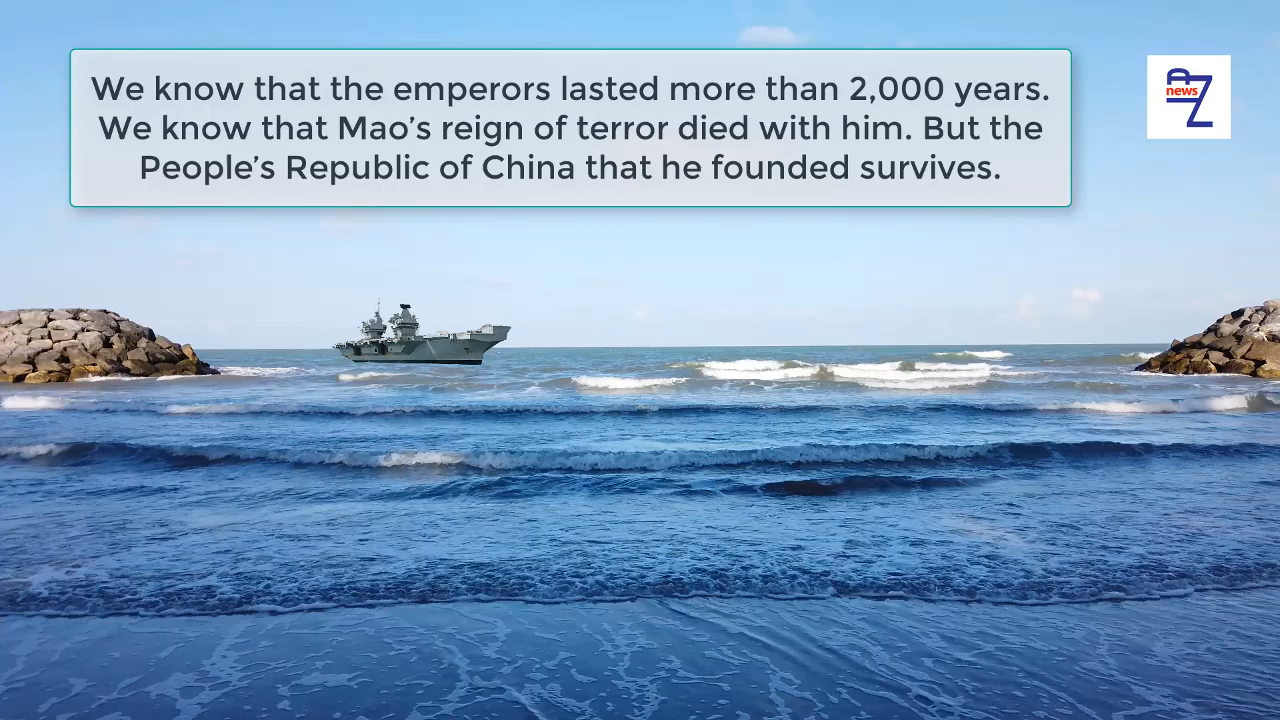 We know that the emperors lasted more than 2,000 years.
We know that Mao’s reign of terror died with him. But the
People’s Republic of China that he founded survives.
A
news
Z